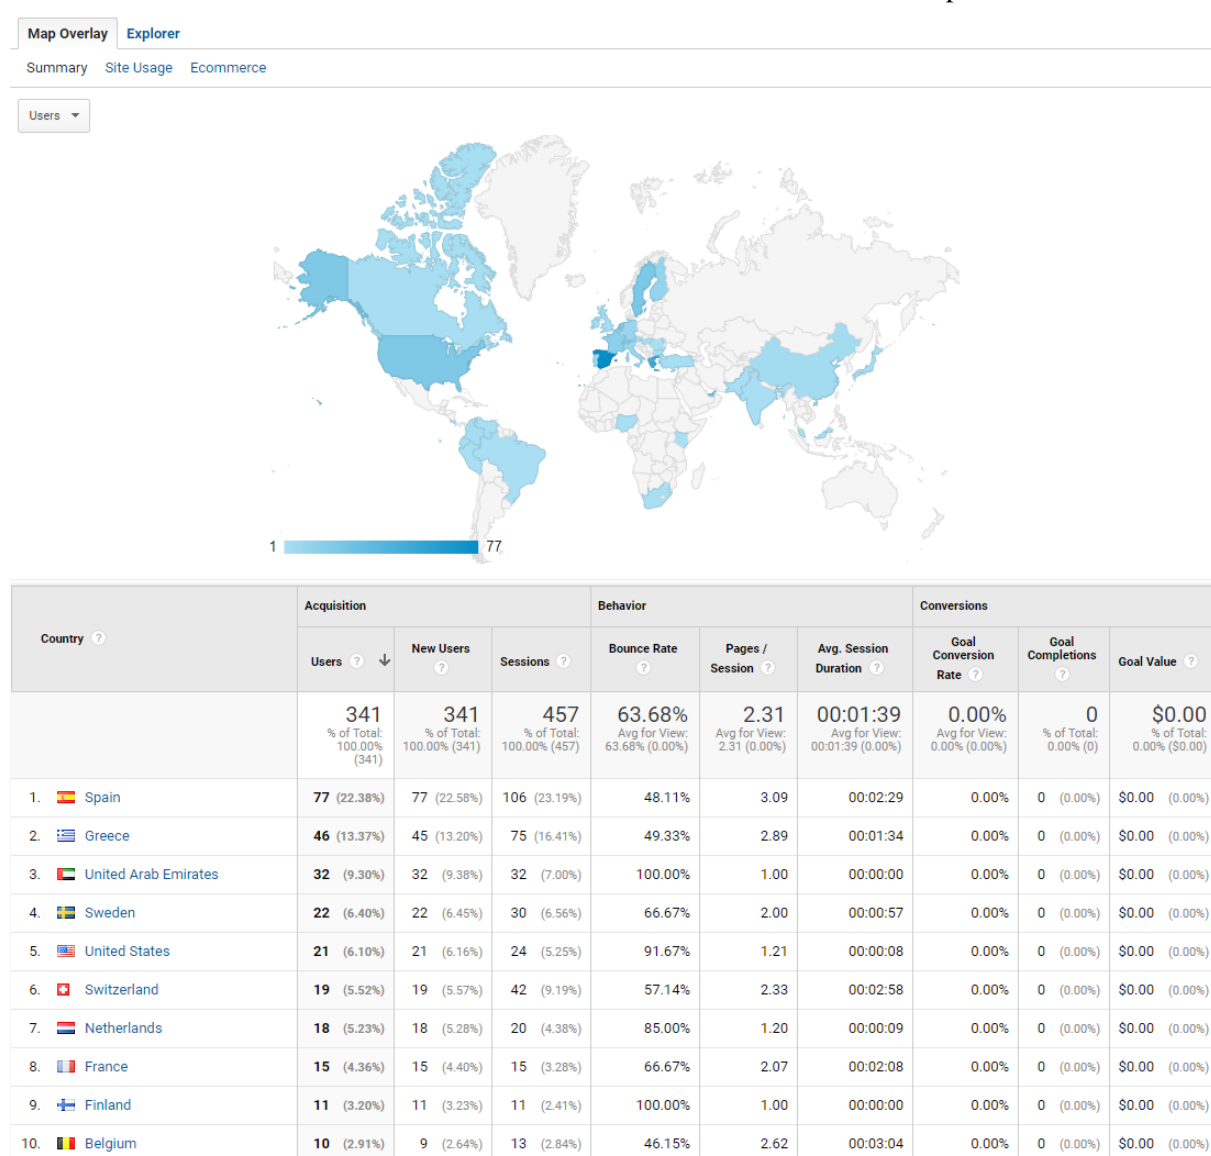 Map Overlay Explorer
Summary Site Usage Ecommerce
Users
1 77
Country ? Acquisition Behavior Conversions
Users ? New Users ? Sessions ? Bounce Rate ? Pages / Session ? Avg. Session Duration ? Goal Conversion Rate ? Goal Completions ? Goal Value ?
341 % of Total: 100.00% (341) 341 % of Total: 100.00% (341) 457 % of Total: 100.00% (457) 63.68% Avg for View: 63.68% (0.00%) 2.31 Avg for View: 2.31 (0.00%) 00:01:39 Avg for View: 00:01:39 (0.00%) 0.00% Avg for View: 0.00% (0.00%) 0 % of Total: 0.00% (0) $0.00 % of Total: 0.00% ($0.00)
1. Spain 77 (22.38%) 77 (22.58%) 106 (23.19%) 48.11% 3.09 00:02:29 0.00% 0 (0.00%) $0.00 (0.00%)
2. Greece 46 (13.37%) 45 (13.20%) 75 (16.41%) 49.33% 2.89 00:01:34 0.00% 0 (0.00%) $0.00 (0.00%)
3. United Arab Emirates 32 (9.30%) 32 (9.38%) 32 (7.00%) 100.00% 1.00 00:00:00 0.00% 0 (0.00%) $0.00 (0.00%)
4. Sweden 22 (6.40%) 22 (6.45%) 30 (6.56%) 66.67% 2.00 00:00:57 0.00% 0 (0.00%) $0.00 (0.00%)
5. United States 21 (6.10%) 21 (6.16%) 24 (5.25%) 91.67% 1.21 00:00:08 0.00% 0 (0.00%) $0.00 (0.00%)
6. Switzerland 19 (5.52%) 19 (5.57%) 42 (9.19%) 57.14% 2.33 00:02:58 0.00% 0 (0.00%) $0.00 (0.00%)
7. Netherlands 18 (5.23%) 18 (5.28%) 20 (4.38%) 85.00% 1.20 00:00:09 0.00% 0 (0.00%) $0.00 (0.00%)
8. France 15 (4.36%) 15 (4.40%) 15 (3.28%) 66.67% 2.07 00:02:08 0.00% 0 (0.00%) $0.00 (0.00%)
9. Finland 11 (3.20%) 11 (3.23%) 11 (2.41%) 100.00% 1.00 00:00:00 0.00% 0 (0.00%) $0.00 (0.00%)
10. Belgium 10 (2.91%) 9 (2.64%) 13 (2.84%) 46.15% 2.62 00:03:04 0.00% 0 (0.00%) $0.00 (0.00%)